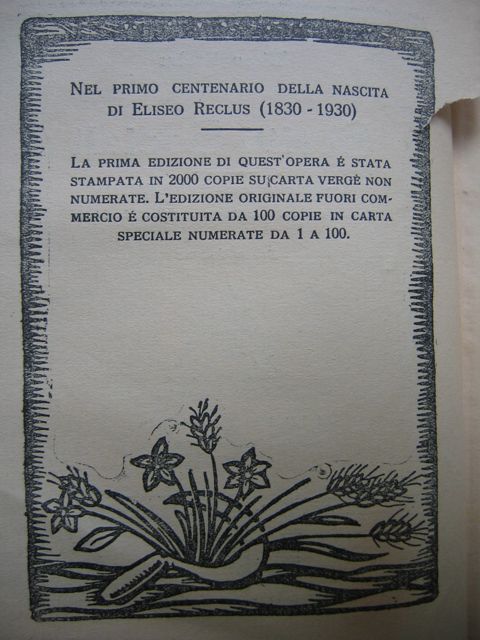 NEL PRIMO CENTENARIO DELLA NASCITA
DI ELISEO RECLUS (1830 - 1930)
LA PRIMA EDIZIONE DI QUEST'OPERA É STATA
STAMPATA IN 2000 COPIE SU CARTA VERGÈ NON
NUMERATE. L'EDIZIONE ORIGINALE FUORI COM-
MERCIO É COSTITUITA DA 100 COPIE IN CARTA
SPECIALE NUMERATE DA 1 A 100.